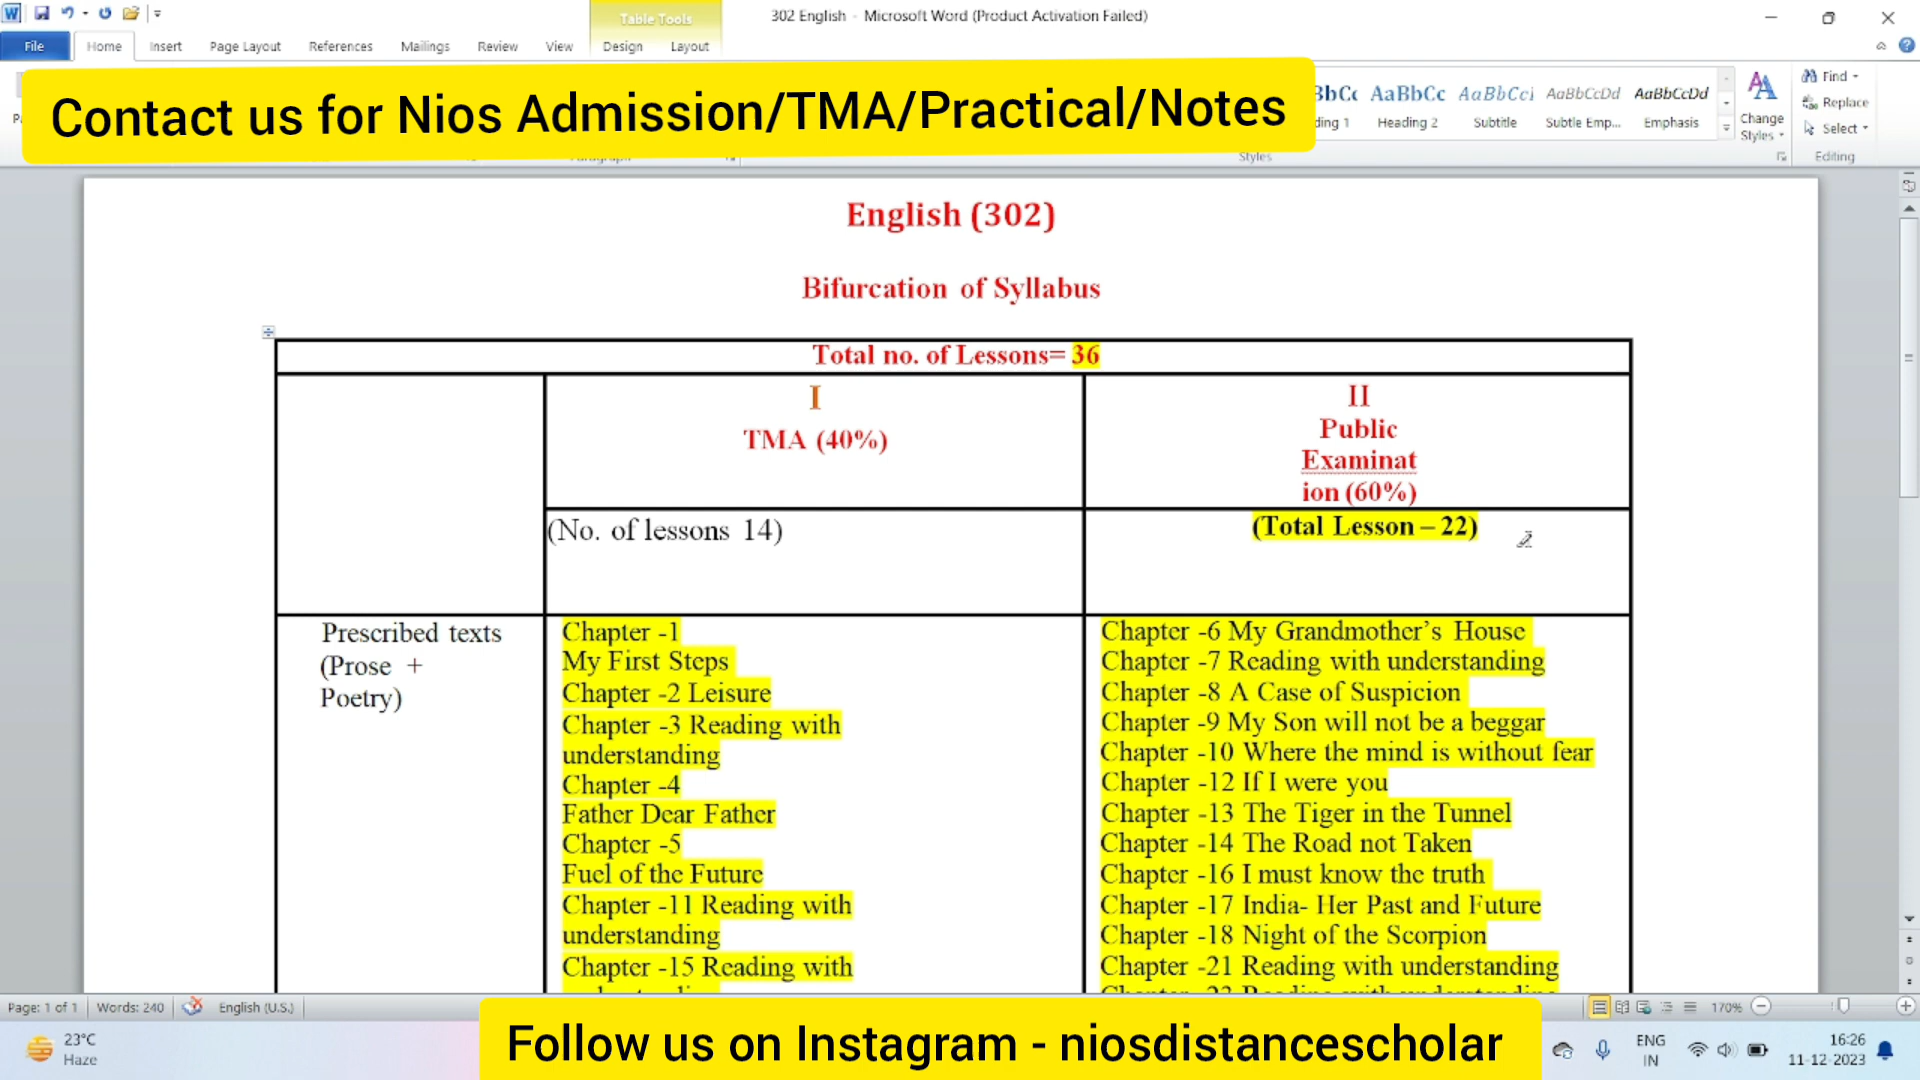 Table Tools
302 English - Microsoft Word (Product Activation Failed)
File Home Insert Page Layout References Mailings Review View Design Layout
Contact us for Nios Admission/TMA/Practical/Notes
AaBbCc AaBbCcI AaBbCcDd AaBbCcDd
Heading 2 Subtitle Subtle Emp... Emphasis
Change
Styles
Find
Replace
Select
Styles
Editing
English (302)
Bifurcation of Syllabus
Total no. of Lessons= 36
I
TMA (40%)
II
Public
Examinat
ion (60%)
(No. of lessons 14)
(Total Lesson – 22)
Prescribed texts
(Prose +
Poetry)
Chapter -1
My First Steps
Chapter -2 Leisure
Chapter -3 Reading with
understanding
Chapter -4
Father Dear Father
Chapter -5
Fuel of the Future
Chapter -11 Reading with
understanding
Chapter -15 Reading with
Chapter -6 My Grandmother’s House
Chapter -7 Reading with understanding
Chapter -8 A Case of Suspicion
Chapter -9 My Son will not be a beggar
Chapter -10 Where the mind is without fear
Chapter -12 If I were you
Chapter -13 The Tiger in the Tunnel
Chapter -14 The Road not Taken
Chapter -16 I must know the truth
Chapter -17 India- Her Past and Future
Chapter -18 Night of the Scorpion
Chapter -21 Reading with understanding
Page: 1 of 1 Words: 240 English (U.S.) 170%
Follow us on Instagram - niosdistancescholar
23°C
Haze
ENG
IN
16:26
11-12-2023